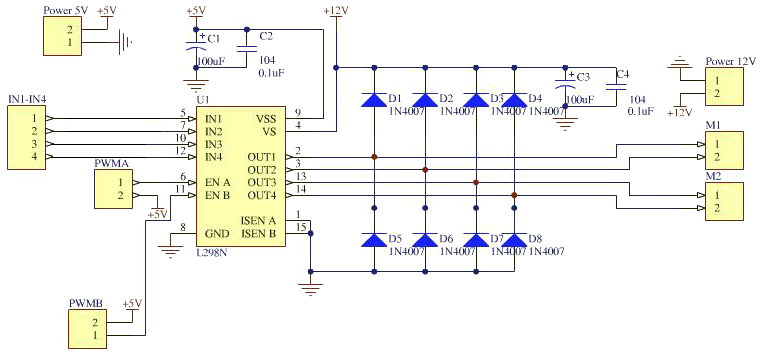 Power 5V
+5V
2
1
+5V
C1
100uF
C2
104
0.1uF
+12V
D1
1N4007
D2
1N4007
D3
1N4007
D4
1N4007
C3
100uF
C4
104
0.1uF
Power 12V
1
2
+12V
IN1-IN4
1
2
3
4
5
7
10
12
U1
IN1
IN2
IN3
IN4
EN A
EN B
GND
VSS
VS
OUT1
OUT2
OUT3
OUT4
ISEN A
ISEN B
L298N
9
4
2
3
13
14
1
15
PWMA
1
2
+5V
6
11
8
M1
1
2
M2
1
2
D5
1N4007
D6
1N4007
D7
1N4007
D8
1N4007
PWMB
+5V
2
1